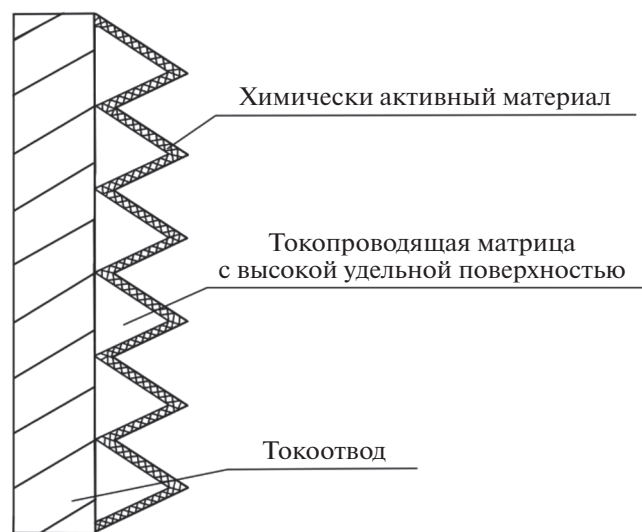 Химически активный материал
Токопроводящая матрица
с высокой удельной поверхностью
Токоотвод